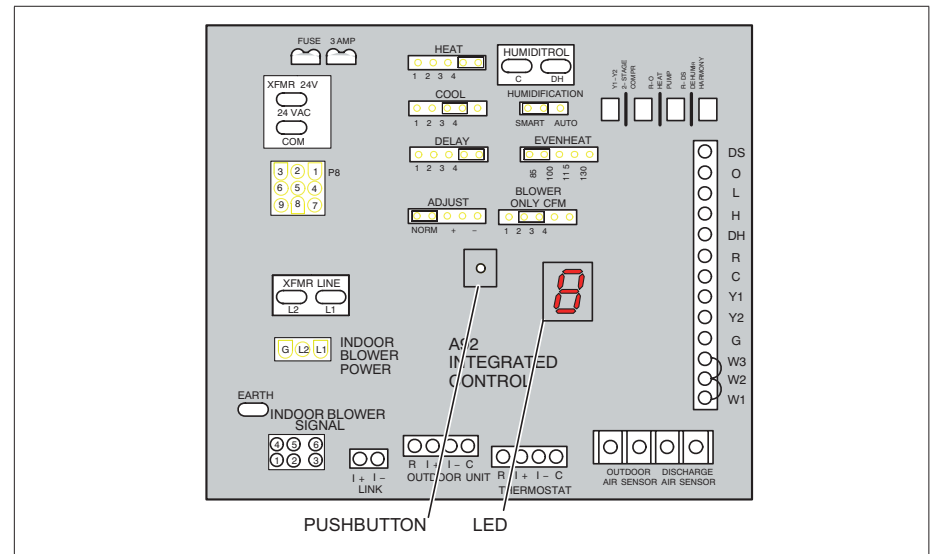 FUSE 3 AMP
XFMR 24V
24 VAC
COM
3 2 1
6 5 4
9 8 7
P8
HEAT
1 2 3 4
COOL
1 2 3 4
DELAY
1 2 3 4
ADJUST
NORM + −
HUMIDITROL
C DH
HUMIDIFICATION
SMART AUTO
EVENHEAT
85 100 11 5 130
BLOWER
ONLY CFM
1 2 3 4
Y1-Y2
2- STAGE
COMPR
R-O
HEAT
PUMP
R- DS
DEHUM
HARMONY
DS
O
L
H
DH
R
C
Y1
Y2
G
W3
W2
W1
XFMR LINE
L2 L1
G L2 L1
INDOOR
BLOWER
POWER
A92
INTEGRATED
CONTROL
EARTH
INDOOR BLOWER
SIGNAL
4 5 6
1 2 3
I + I −
LINK
R I + I − C
OUTDOOR UNIT
R I + I − C
THERMOSTAT
OUTDOOR
AIR SENSOR
DISCHARGE
AIR SENSOR
8
PUSHBUTTON
LED